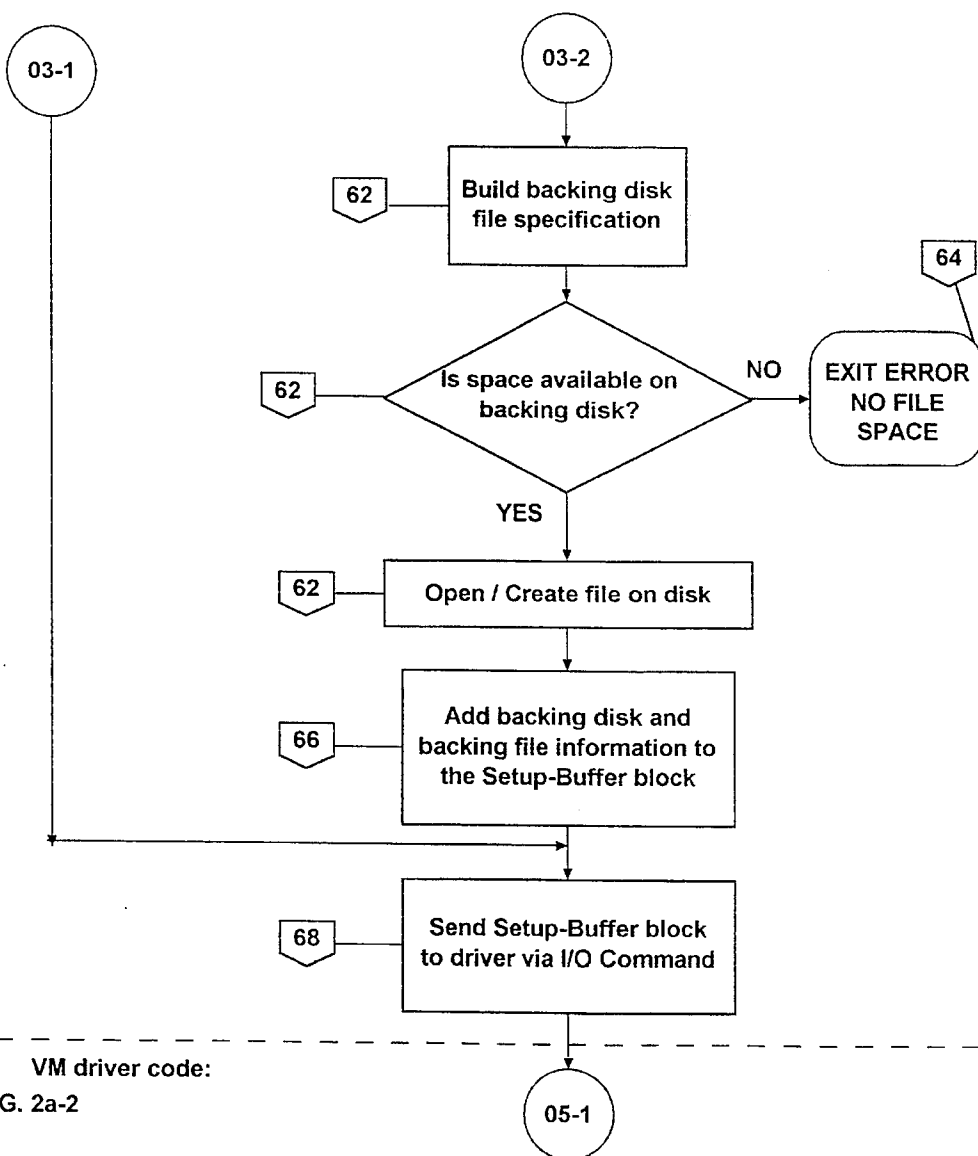 03-1
03-2
62
Build backing disk
file specification
64
62
Is space available on
backing disk?
NO
EXIT ERROR
NO FILE
SPACE
YES
62
Open / Create file on disk
66
Add backing disk and
backing file information to
the Setup-Buffer block
68
Send Setup-Buffer block
to driver via I/O Command
VM driver code:
G. 2a-2
05-1